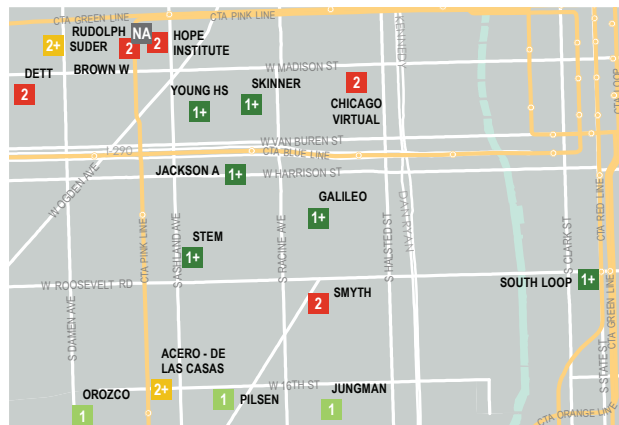 CTA GREEN LINE
CTA PINK LINE
RUDOLPH
NA
HOPE
2+
SUDER
2
2
INSTITUTE
BROWN W
DETT
2
W MADISON ST
KENNEDY
YOUNG HS
1+
SKINNER
1+
2
CHICAGO
VIRTUAL
CTA LOOP
W VAN BUREN ST
I-290
CTA BLUE LINE
JACKSON A
1+
W HARRISON ST
W OGDEN AVE
GALILEO
1+
DAN RYAN
CTA RED LINE
STEM
1+
CTA PINK LINE
S ASHLAND AVE
S RACINE AVE
S HALSTED ST
S CLARK ST
W ROOSEVELT RD
SOUTH LOOP
1+
SMYTH
2
S DAMEN AVE
CTA GREEN LINE
S STATE ST
ACERO - DE
LAS CASAS
2+
W 16TH ST
OROZCO
1
1
PILSEN
JUNGMAN
1
CTA ORANGE LINE